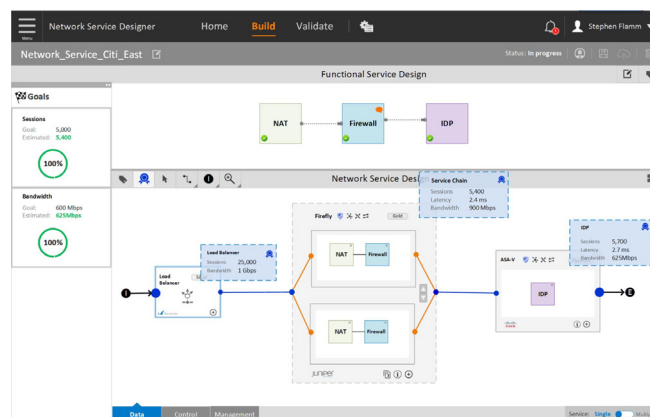 Network Service Designer
Home
Build
Validate
Stephen Flamm
Menu
Network_Service_Citi_East
Status: In progress
Functional Service Design
Goals
Sessions
Goal: 5,000
Estimated: 5,400
100%
Bandwidth
Goal: 600 Mbps
Estimated: 625Mbps
100%
NAT
Firewall
IDP
Network Service Desi
Service Chain
Sessions 5,400
Latency 2.4 ms
Bandwidth 900 Mbps
Firefly
Gold
Load Balancer
Sessions 25,000
Bandwidth 1 Gbps
IDP
Sessions 5,700
Latency 2.7 ms
Bandwidth 625Mbps
Load
Balancer
NAT
Firewall
ASA-V
IDP
I
E
NAT
Firewall
JUNIPER
cisco
Data
Control
Management
Service: Single